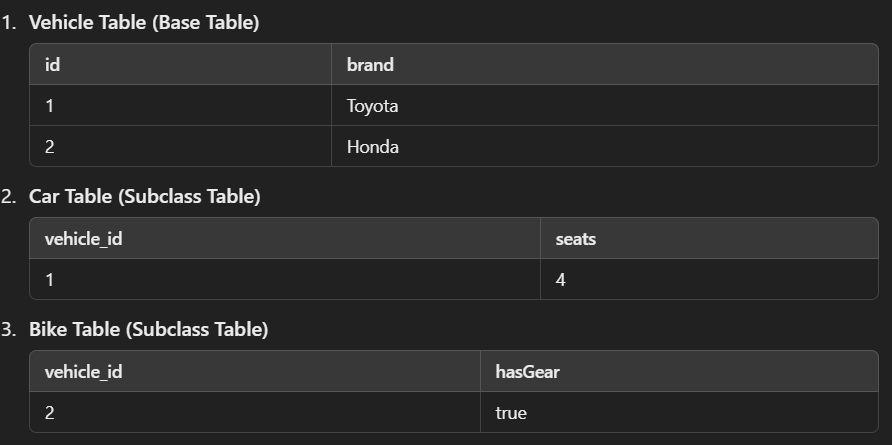 1. Vehicle Table (Base Table)
id brand
1 Toyota
2 Honda
2. Car Table (Subclass Table)
vehicle_id seats
1 4
3. Bike Table (Subclass Table)
vehicle_id hasGear
2 true